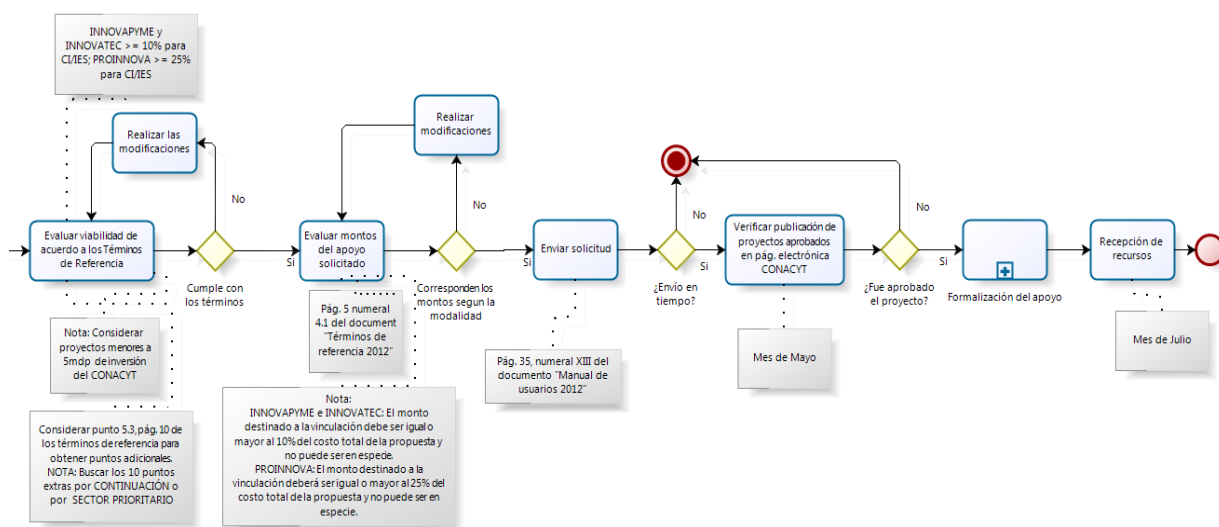 INNOVAPYME y
INNOVATEC >= 10% para
CI/IES; PROINNOVA >= 25%
para CI/IES
Realizar las
modificaciones
No
Evaluar viabilidad de
acuerdo a los Términos
de Referencia
Si
Cumple con
los términos
Nota: Considerar
proyectos menores a
5mdp de inversión
del CONACYT
Considerar punto 5.3, pág. 10 de
los términos de referencia para
obtener puntos adicionales.
NOTA: Buscar los 10 puntos
extras por CONTINUACIÓN o
por SECTOR PRIORITARIO
Realizar
modificaciones
No
Evaluar montos
del apoyo
solicitado
Si
Corresponden los
montos segun la
modalidad
Pág. 5 numeral
4.1 del document
"Términos de
referencia 2012"
Nota:
INNOVAPYME e INNOVATEC: El monto
destinado a la vinculación debe ser igual o
mayor al 10% del costo total de la propuesta y
no puede ser en especie.
PROINNOVA: El monto destinado a la
vinculación deberá ser igual o mayor al 25% del
costo total de la propuesta y no puede ser en
especie.
Enviar solicitud
Pág. 35, numeral XIII del
documento "Manual de
usuarios 2012"
No
Si
¿Envío en
tiempo?
Verificar publicación de
proyectos aprobados
en pág. electrónica
CONACYT
Mes de Mayo
No
Si
¿Fue aprobado
el proyecto?
Formalización del apoyo
Recepción de
recursos
Mes de Julio